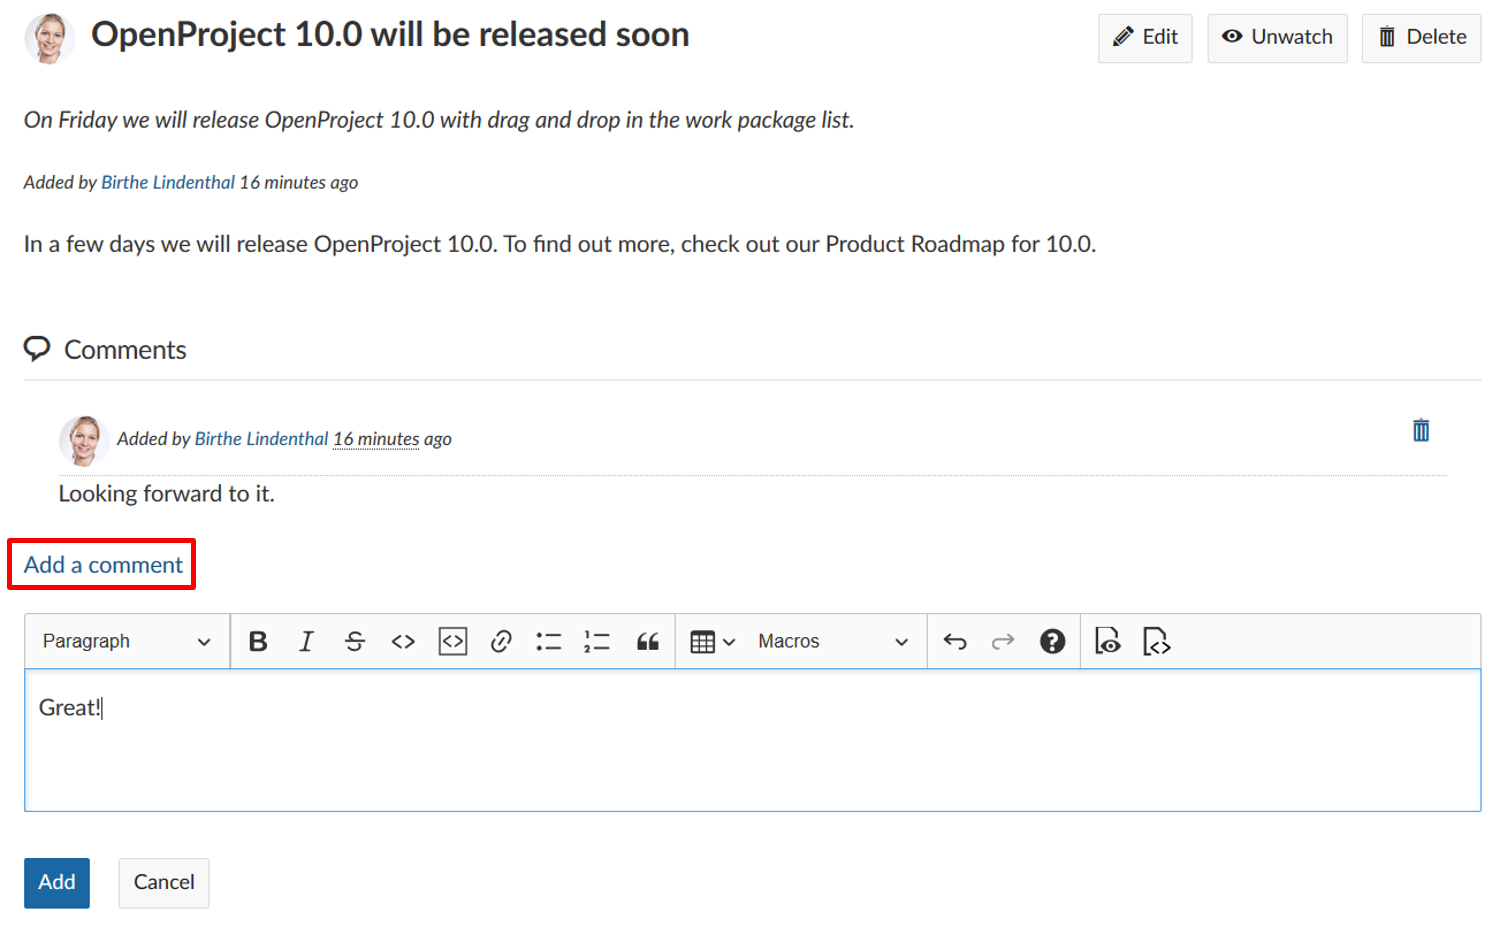 OpenProject 10.0 will be released soon
Edit
Unwatch
Delete
On Friday we will release OpenProject 10.0 with drag and drop in the work package list.
Added by Birthe Lindenthal 16 minutes ago
In a few days we will release OpenProject 10.0. To find out more, check out our Product Roadmap for 10.0.
Comments
Added by Birthe Lindenthal 16 minutes ago
Looking forward to it.
Add a comment
Paragraph
Macros
Great!
Add
Cancel